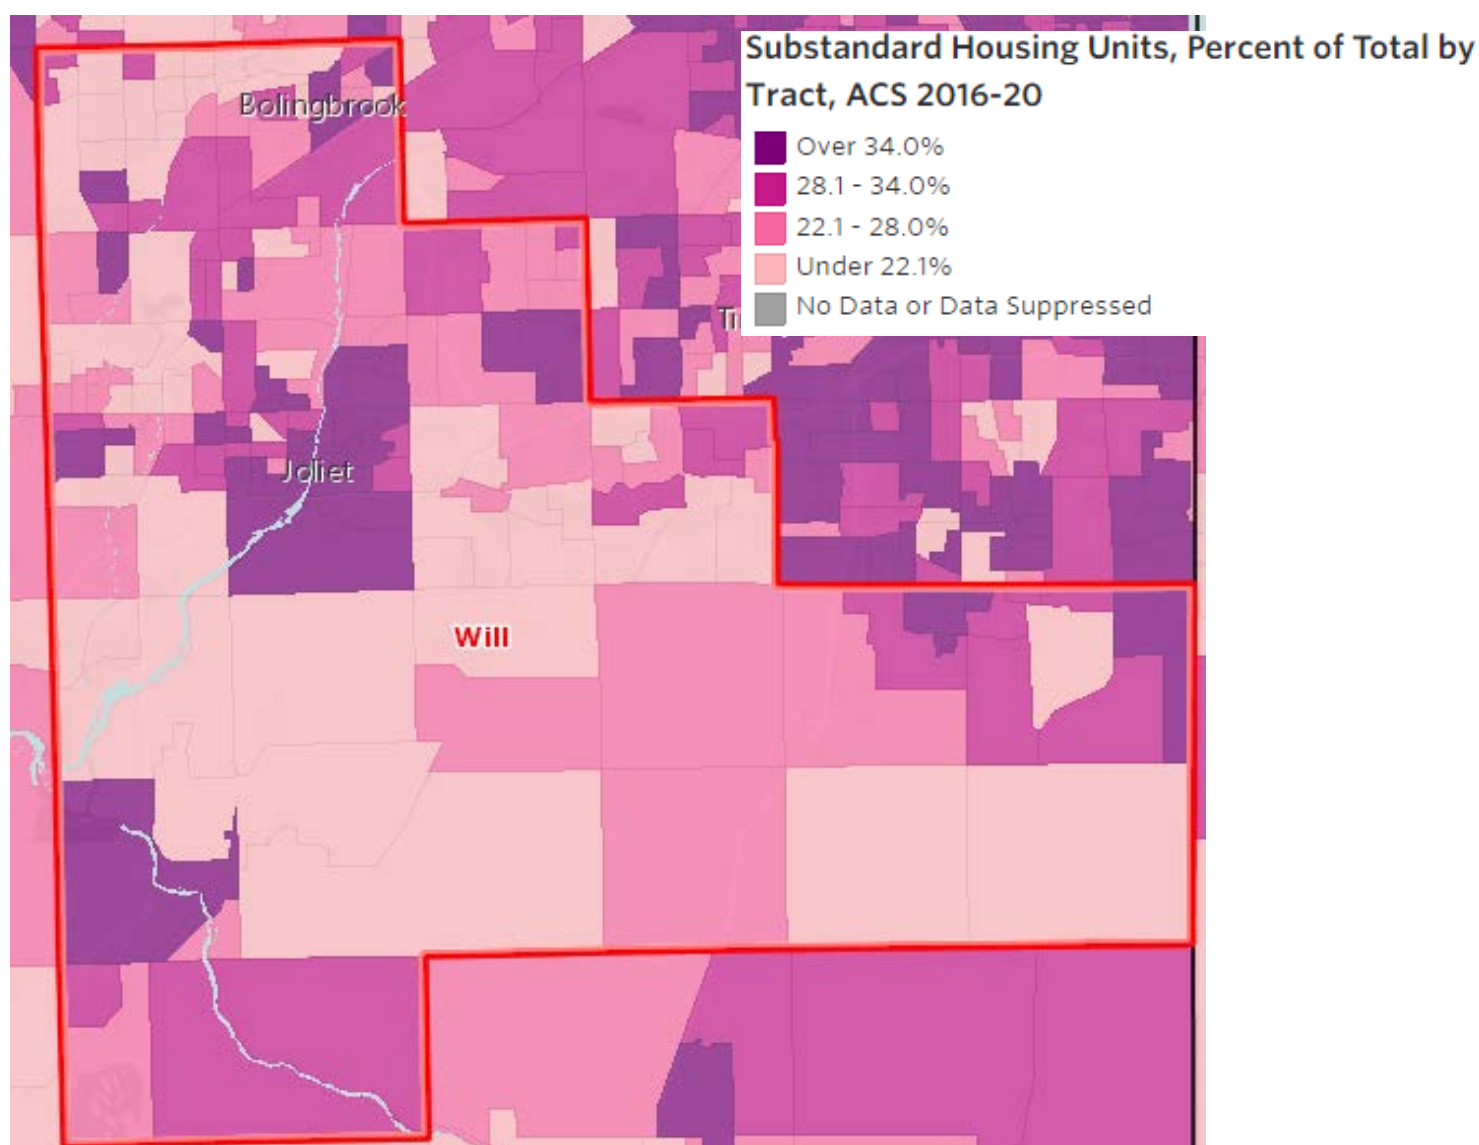 Substandard Housing Units, Percent of Total by
Tract, ACS 2016-20
Over 34.0%
28.1 - 34.0%
22.1 - 28.0%
Under 22.1%
No Data or Data Suppressed
Bolingbrook
Joliet
Will